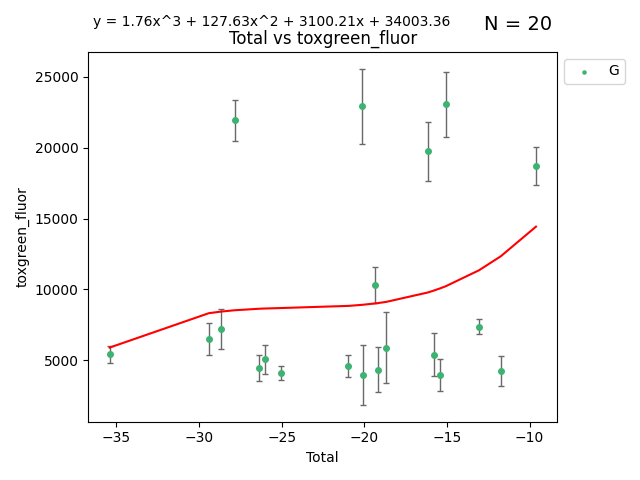 y = 1.76x^3 + 127.63x^2 + 3100.21x + 34003.36
N = 20
Total vs toxgreen_fluor
G
25000
20000
15000
10000
5000
toxgreen_fluor
−35
−30
−25
−20
−15
−10
Total